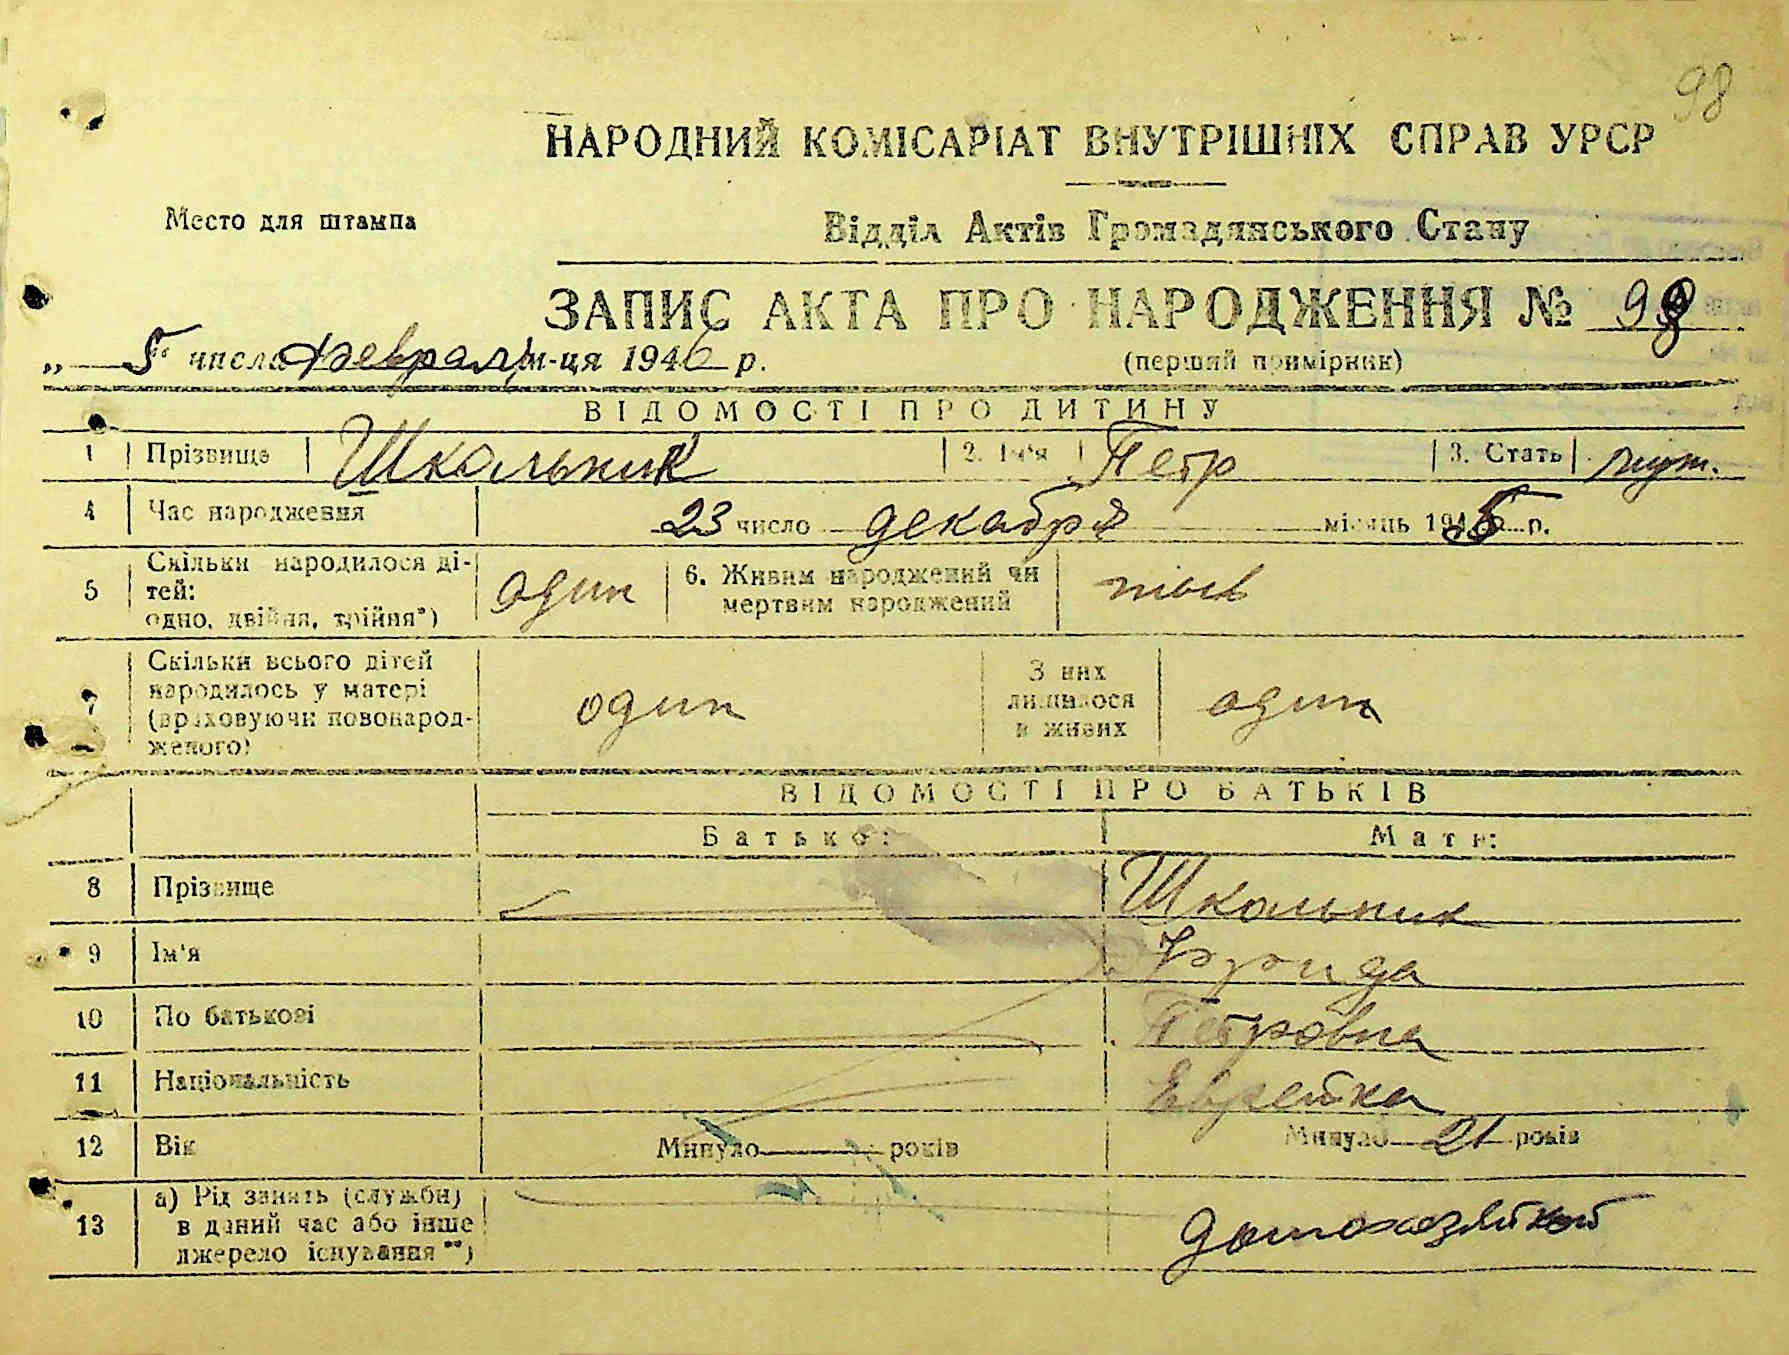 98
НАРОДНИЙ КОМІСАРІАТ ВНУТРІШНІХ СПРАВ УРСР
Место для штампа
Відділ Актів Громадянського Стану
ЗАПИС АКТА ПРО НАРОДЖЕННЯ № 98
„ 5 “ числа февраля м-ця 1946 р. (перший примірник)
ВІДОМОСТІ ПРО ДИТИНУ
1 Прізвище Школьник 2. Ім'я Петр 3. Стать муж.
4 Час народження 23 число декабря місяць 1945 р.
5 Скільки народилося дітей: одно, двійня, трійня*) один 6. Живим народжений чи мертвим народжений
7 Скільки всього дітей народилось у матері (враховуючи новонародженого) один З них лишилося в живих один
ВІДОМОСТІ ПРО БАТЬКІВ
Батько: Мати:
8 Прізвище Школьник
9 Ім'я Фрида
10 По батькові Петровна
11 Національність Еврейка
12 Вік Минуло років Минуло 21 років
13 а) Рід занять (служби) в даний час або інше джерело існування**)